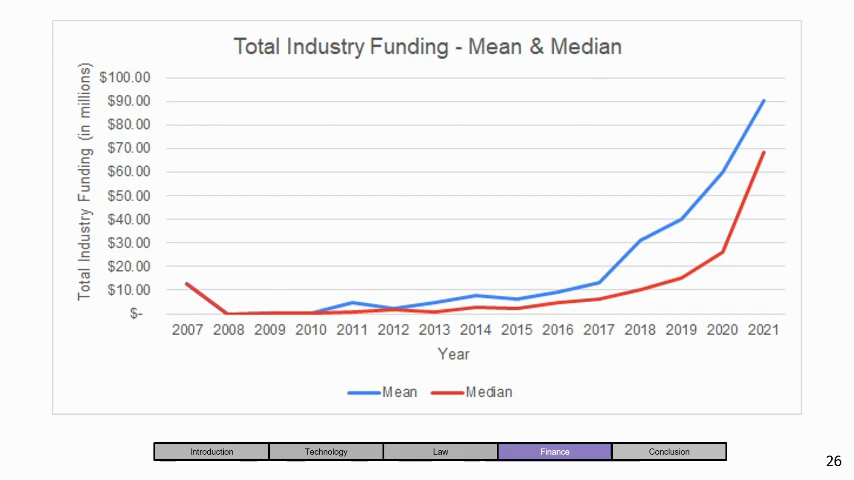 Total Industry Funding - Mean & Median
Total Industry Funding (in millions)
$100.00
$90.00
$80.00
$70.00
$60.00
$50.00
$40.00
$30.00
$20.00
$10.00
$-
2007 2008 2009 2010 2011 2012 2013 2014 2015 2016 2017 2018 2019 2020 2021
Year
Mean Median
Introduction Technology Law Finance Conclusion
26